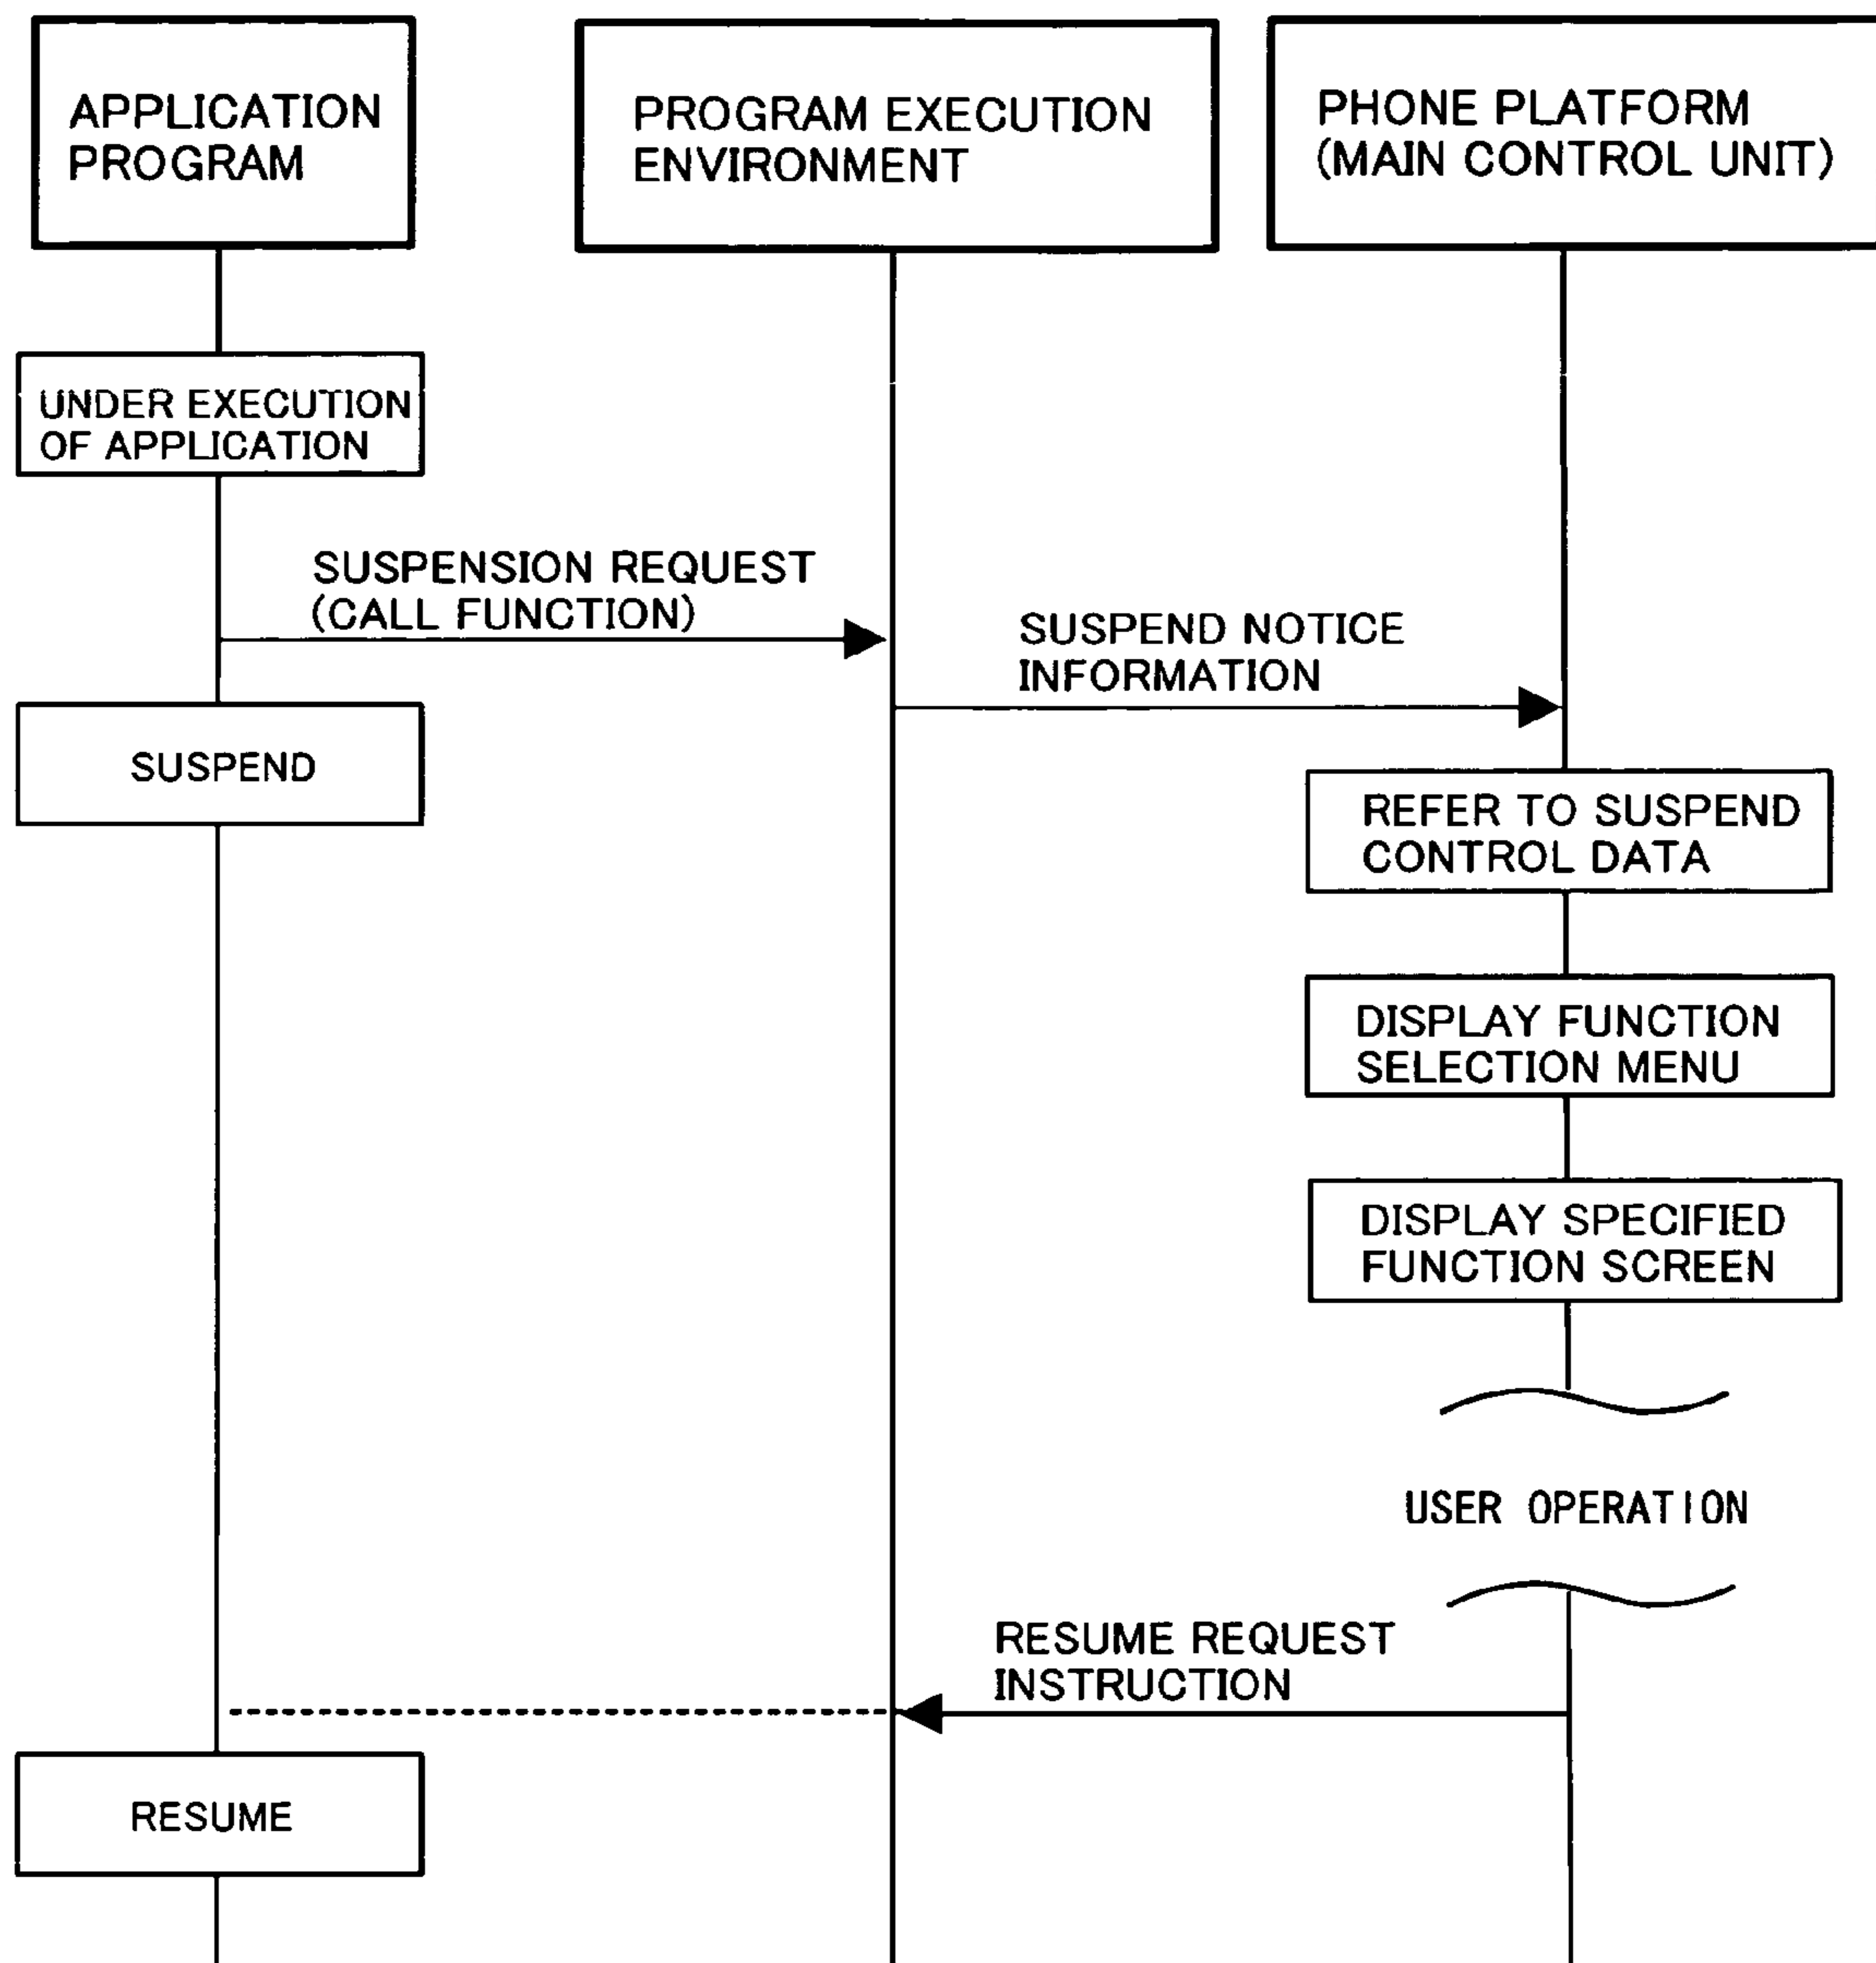 APPLICATION
PROGRAM
PROGRAM EXECUTION
ENVIRONMENT
PHONE PLATFORM
(MAIN CONTROL UNIT)
UNDER EXECUTION
OF APPLICATION
SUSPENSION REQUEST
(CALL FUNCTION)
SUSPEND NOTICE
INFORMATION
SUSPEND
REFER TO SUSPEND
CONTROL DATA
DISPLAY FUNCTION
SELECTION MENU
DISPLAY SPECIFIED
FUNCTION SCREEN
USER OPERATION
RESUME REQUEST
INSTRUCTION
RESUME